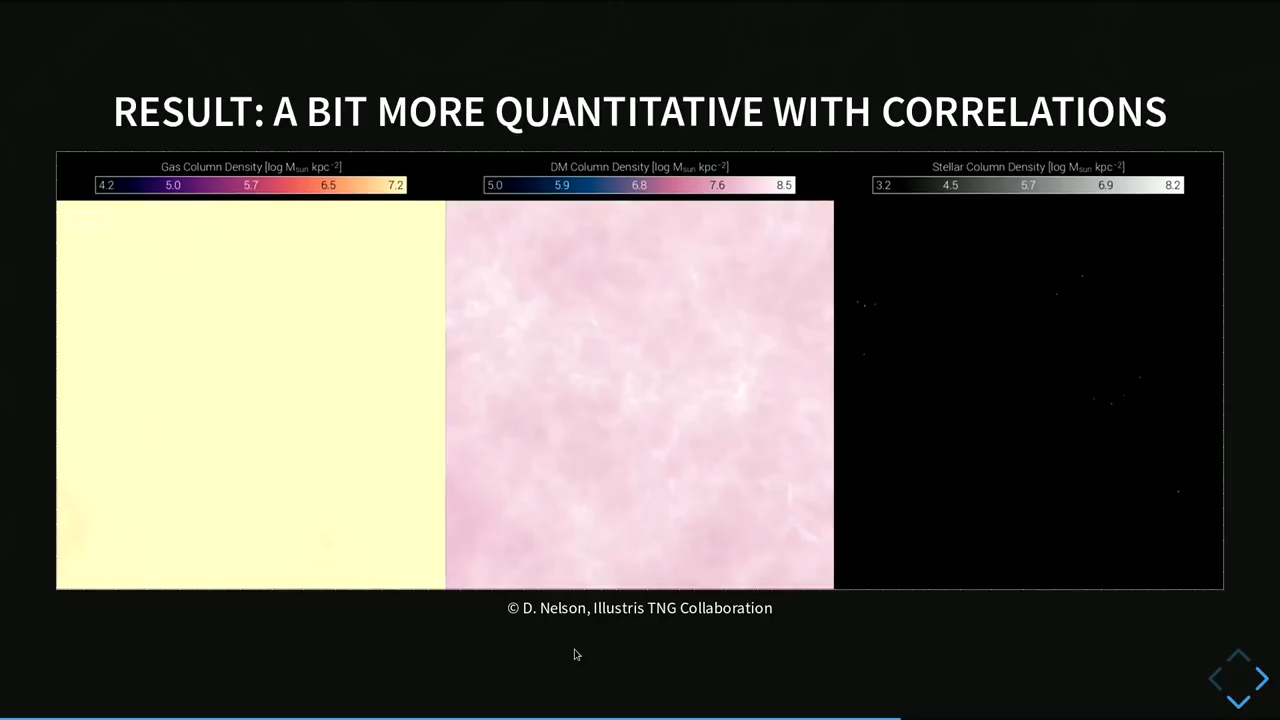 RESULT: A BIT MORE QUANTITATIVE WITH CORRELATIONS
Gas Column Density [log Msun kpc⁻²]
4.2 5.0 5.7 6.5 7.2
DM Column Density [log Msun kpc⁻²]
5.0 5.9 6.8 7.6 8.5
Stellar Column Density [log Msun kpc⁻²]
3.2 4.5 5.7 6.9 8.2
© D. Nelson, Illustris TNG Collaboration